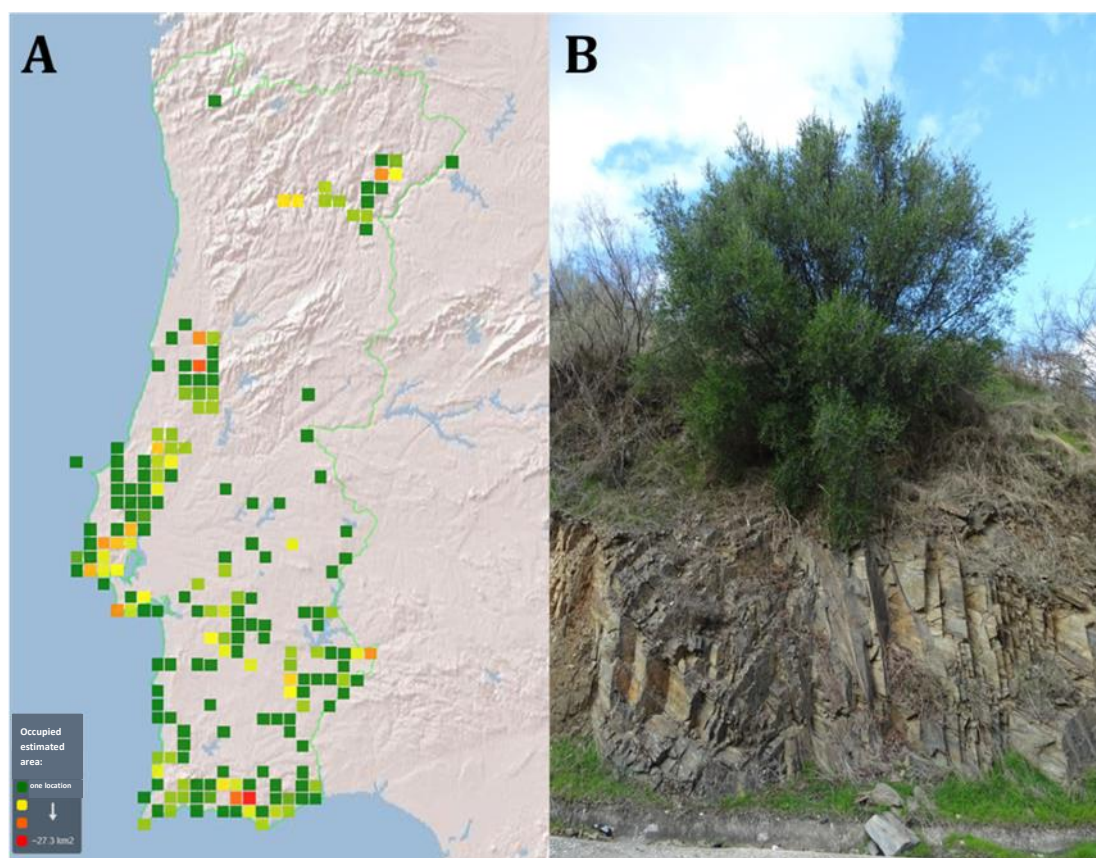 A
B
Occupied
estimated
area:
one location
~27.3 km2